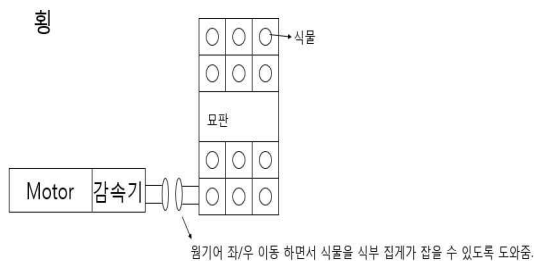 횡
식물
묘판
Motor 감속기
웜기어 좌/우 이동 하면서 식물을 식부 집게가 잡을 수 있도록 도와줌.